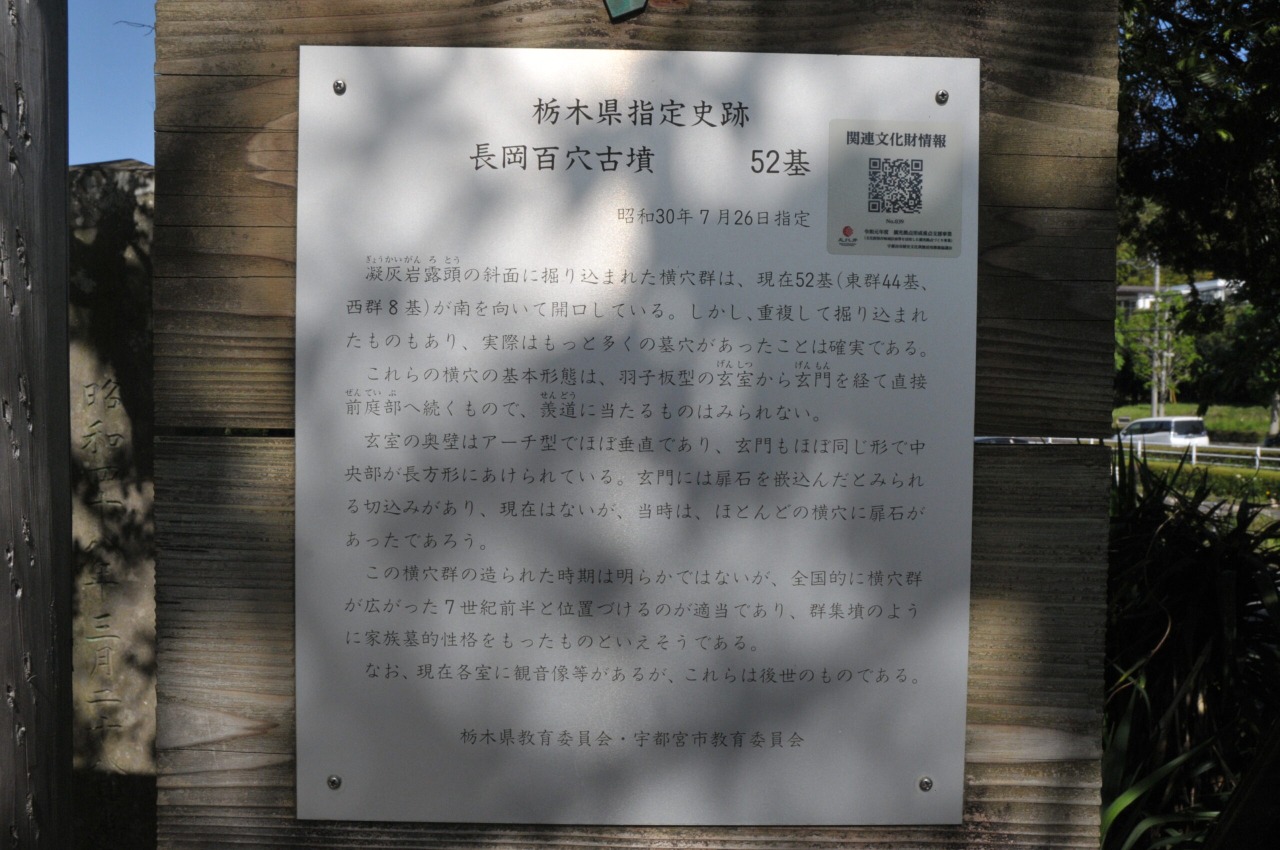 栃木県指定史跡
長岡百穴古墳　52基
昭和30年7月26日指定
関連文化財情報
ぎょうかいがん ろ とう
凝灰岩露頭の斜面に掘り込まれた横穴群は、現在52基(東群44基、
西群8基)が南を向いて開口している。しかし、重複して掘り込まれ
たものもあり、実際はもっと多くの墓穴があったことは確実である。
げんしつ げんもん
これらの横穴の基本形態は、羽子板型の玄室から玄門を経て直接
ぜんてい ぶ せんどう
前庭部へ続くもので、羨道に当たるものはみられない。
玄室の奥壁はアーチ型でほぼ垂直であり、玄門もほぼ同じ形で中
央部が長方形にあけられている。玄門には扉石を嵌込んだとみられ
る切込みがあり、現在はないが、当時は、ほとんどの横穴に扉石が
あったであろう。
この横穴群の造られた時期は明らかではないが、全国的に横穴群
が広がった7世紀前半と位置づけるのが適当であり、群集墳のよう
に家族墓的性格をもったものといえそうである。
なお、現在各室に観音像等があるが、これらは後世のものである。
栃木県教育委員会・宇都宮市教育委員会
昭和
年三月二十